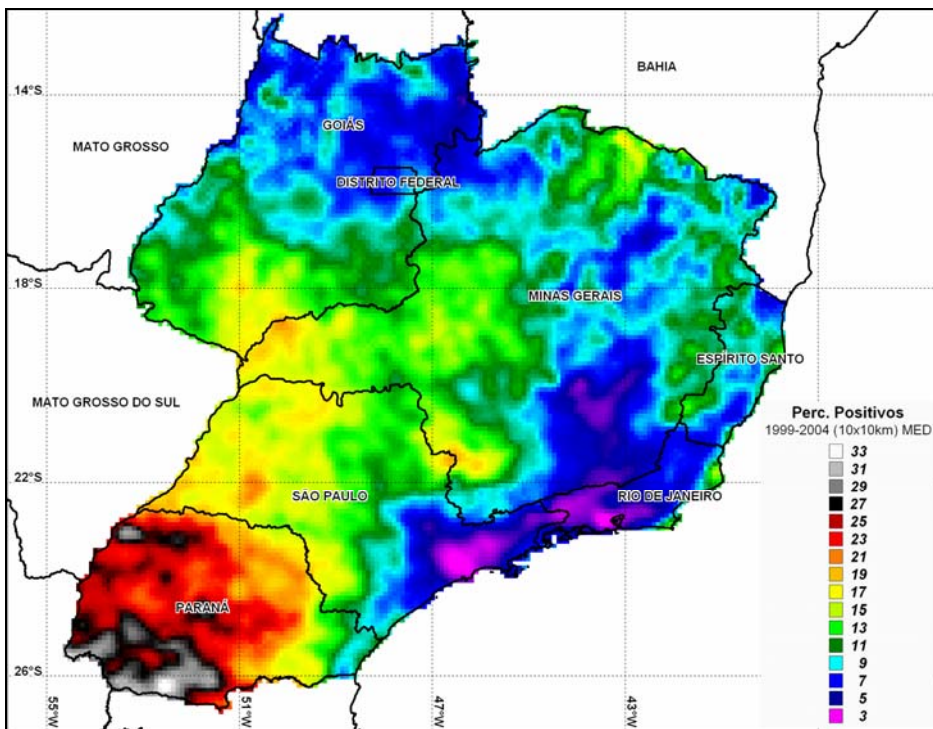 BAHIA
14°S
GOIÁS
MATO GROSSO
DISTRITO FEDERAL
18°S
MINAS GERAIS
ESPÍRITO SANTO
MATO GROSSO DO SUL
Perc. Positivos
1999-2004 (10x10km) MED
33
31
29
27
25
23
21
19
17
15
13
11
9
7
5
3
22°S
SÃO PAULO
RIO DE JANEIRO
PARANÁ
26°S
55°W
51°W
47°W
43°W